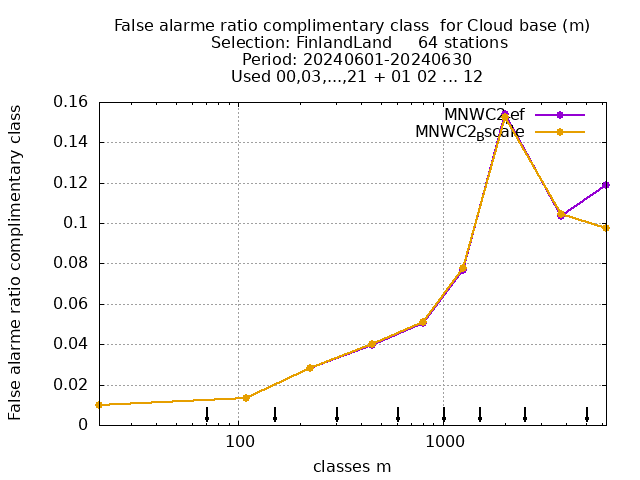 False alarme ratio complimentary class for Cloud base (m)
Selection: FinlandLand 64 stations
Period: 20240601-20240630
Used 00,03,...,21 + 01 02 ... 12
False alarme ratio complimentary class
0.16
0.14
0.12
0.1
0.08
0.06
0.04
0.02
0
MNWC2_Bscale
100
1000
classes m